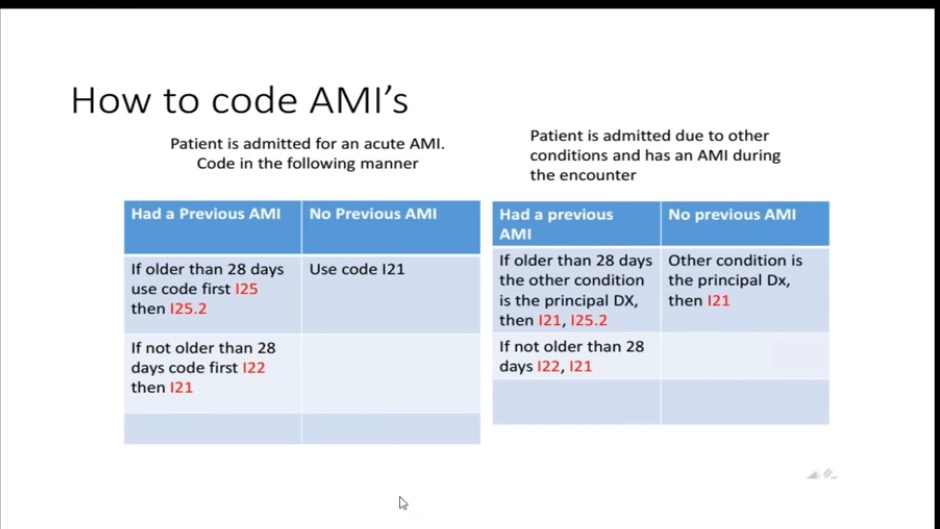 How to code AMI's
Patient is admitted for an acute AMI.
Code in the following manner
Had a Previous AMI
No Previous AMI
If older than 28 days
use code first I25
then I25.2
Use code I21
If not older than 28
days code first I22
then I21
Patient is admitted due to other
conditions and has an AMI during
the encounter
Had a previous
AMI
No previous AMI
If older than 28 days
the other condition
is the principal DX,
then I21, I25.2
Other condition is
the principal Dx,
then I21
If not older than 28
days I22, I21